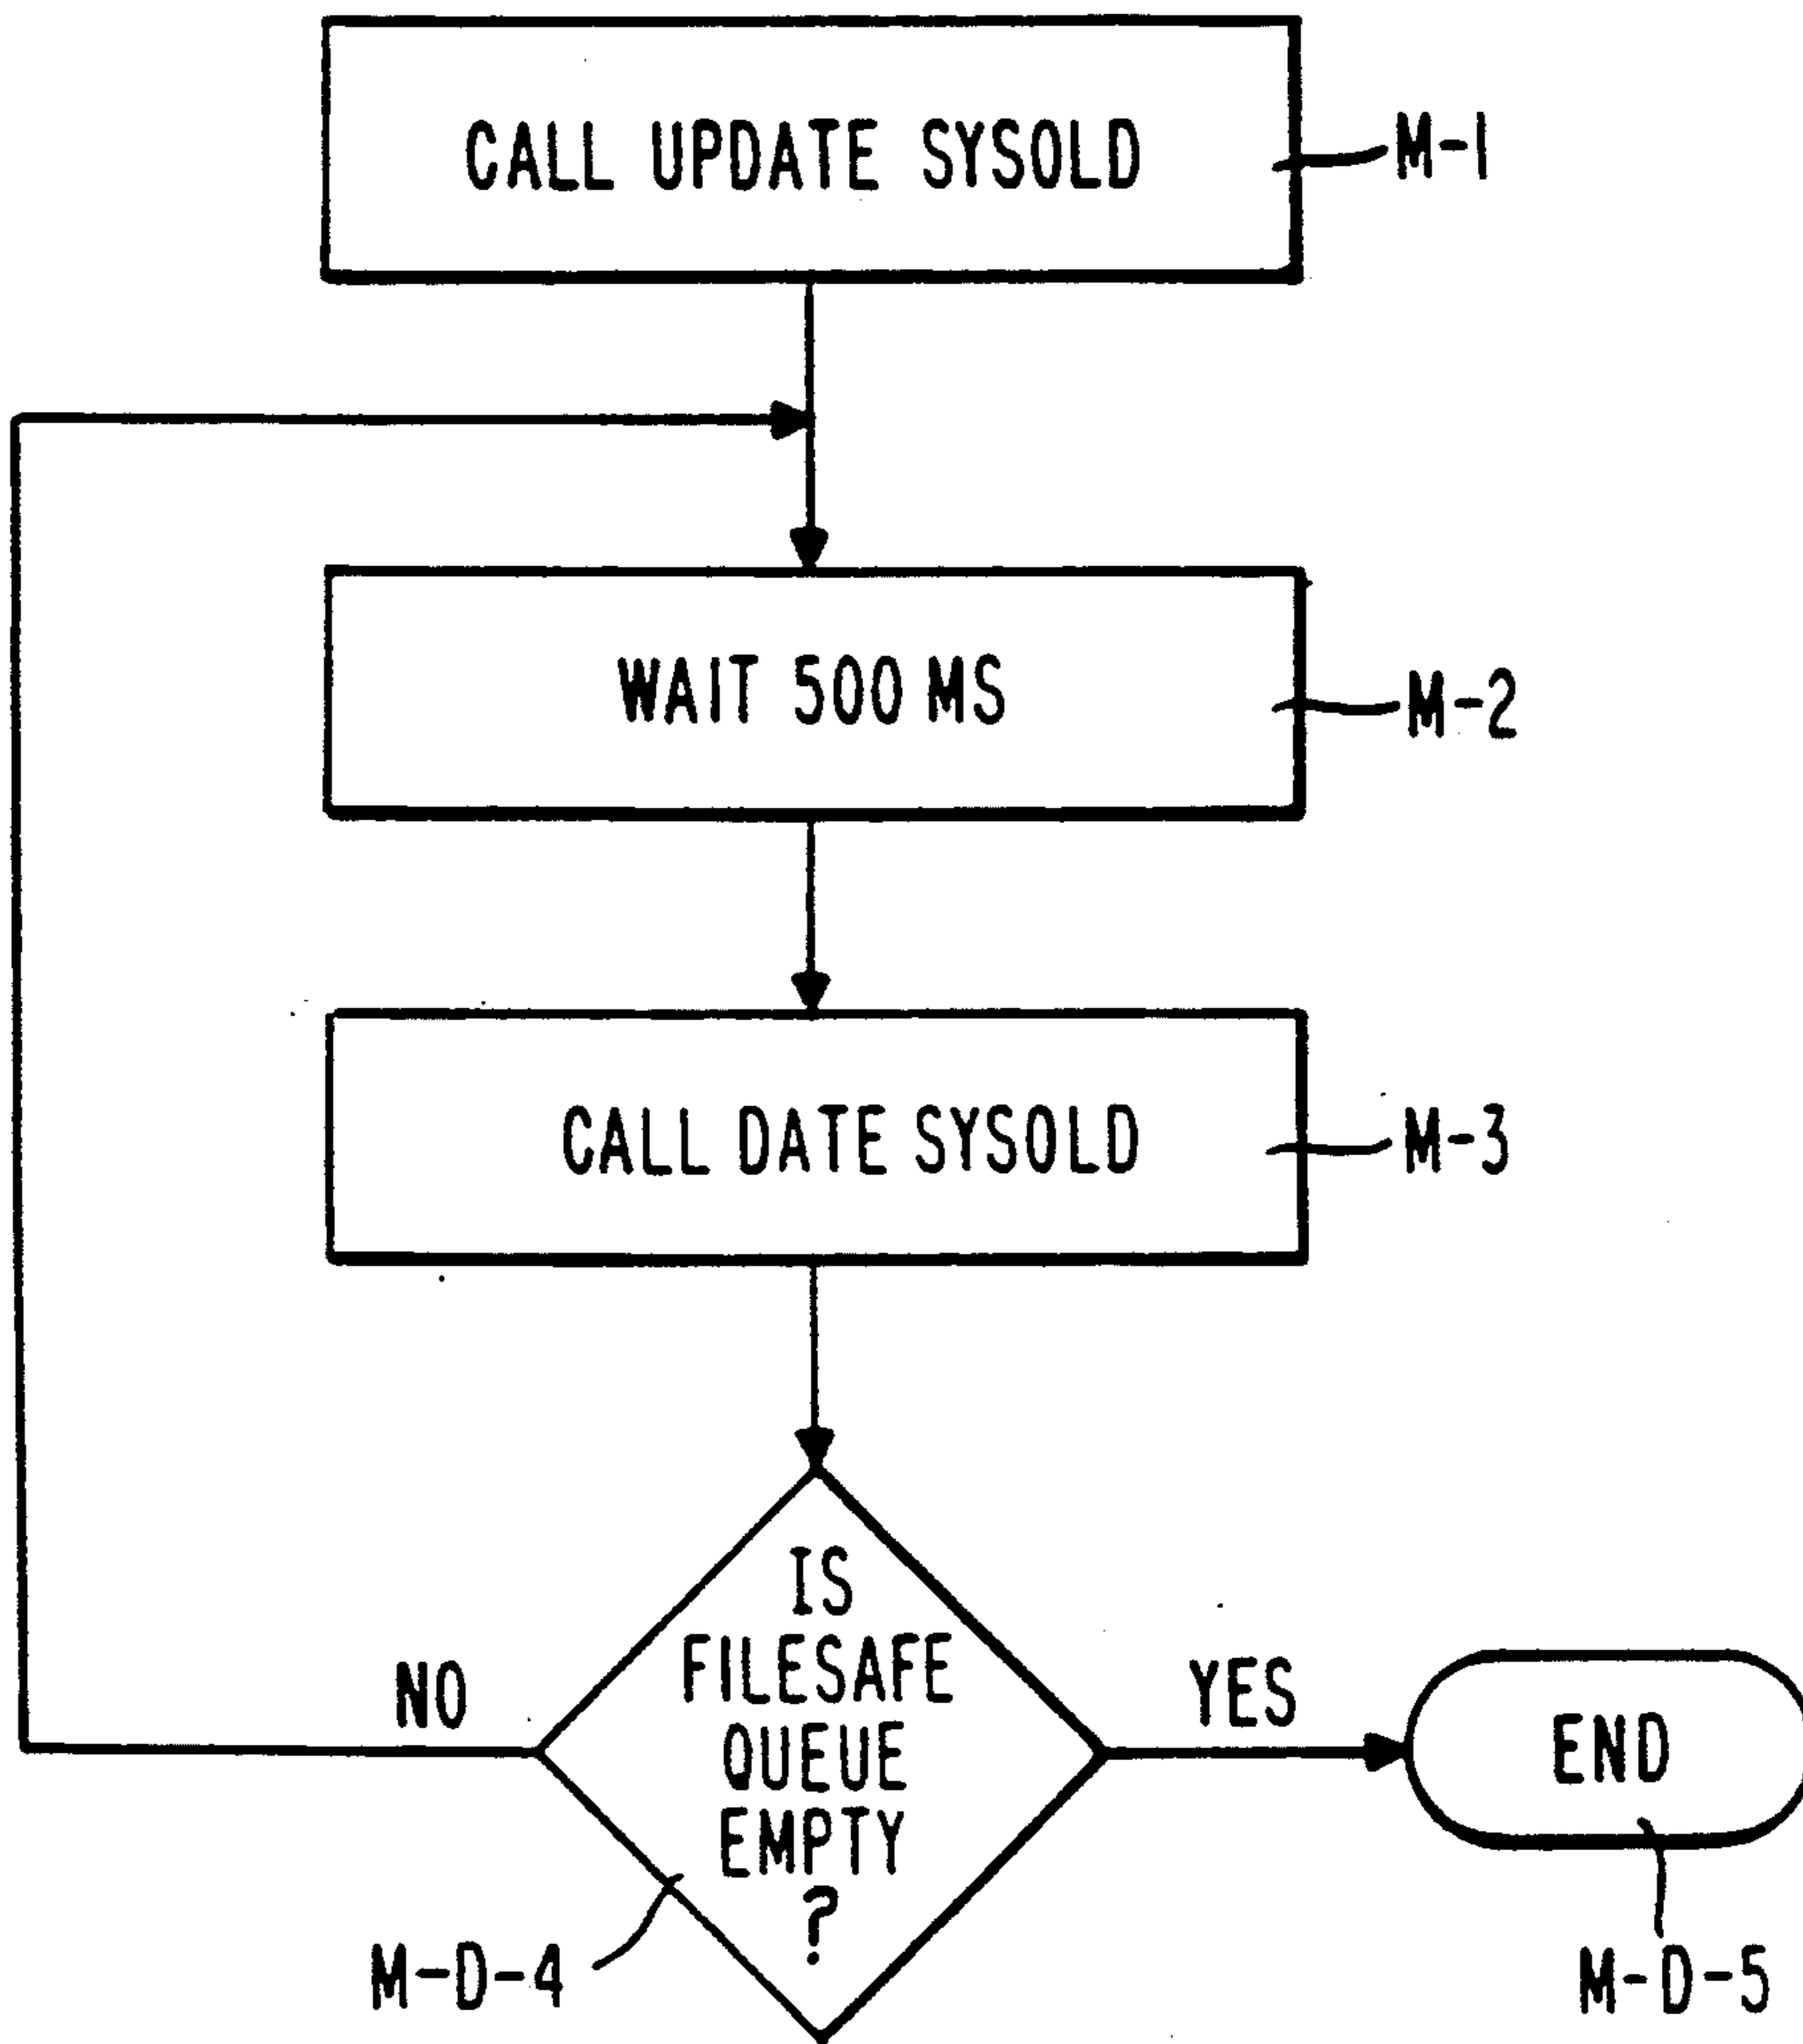 CALL UPDATE SYSOLD
M-1
WAIT 500 MS
M-2
CALL DATE SYSOLD
M-3
IS
FILESAFE
QUEUE
EMPTY
?
NO
YES
END
M-D-4
M-D-5